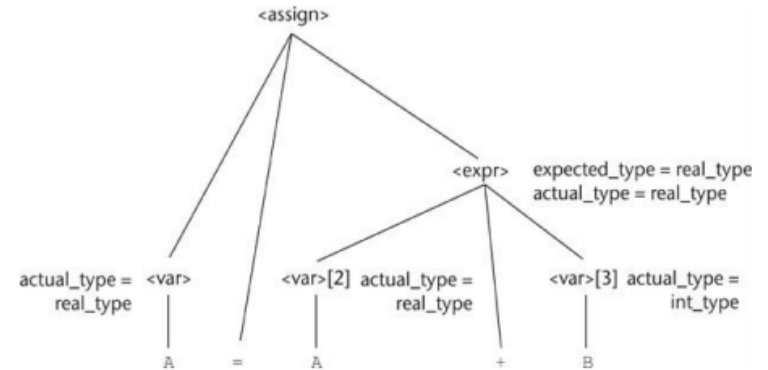 <assign>
<expr> expected_type = real_type
actual_type = real_type
actual_type = <var> <var>[2] actual_type = <var>[3] actual_type =
real_type real_type int_type
A = A + B